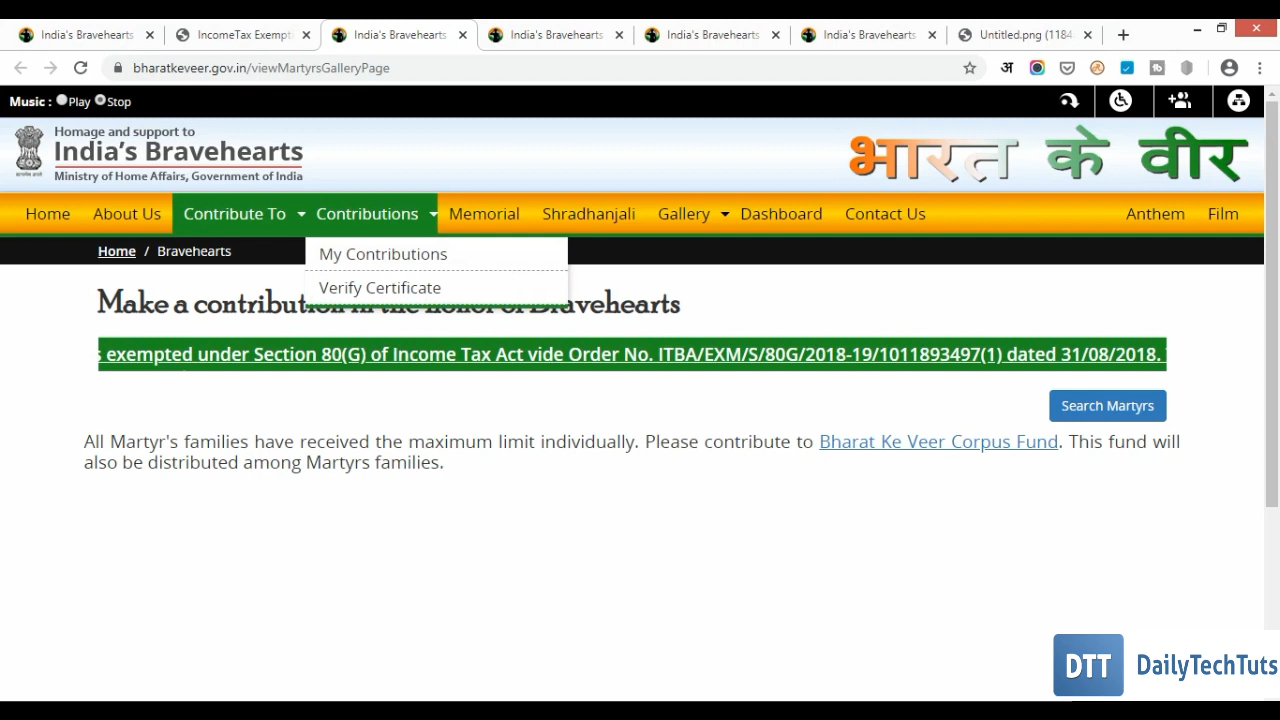 India's Bravehearts
IncomeTax Exempt
India's Bravehearts
India's Bravehearts
India's Bravehearts
India's Bravehearts
Untitled.png (1184
bharatkeveer.gov.in/viewMartyrsGalleryPage
अ
Music : Play Stop
Homage and support to
India's Bravehearts
Ministry of Home Affairs, Government of India
भारत के वीर
Home About Us Contribute To Contributions Memorial Shradhanjali Gallery Dashboard Contact Us Anthem Film
Home / Bravehearts
My Contributions
Verify Certificate
Make a contribution in the honor of Bravehearts
exempted under Section 80(G) of Income Tax Act vide Order No. ITBA/EXM/S/80G/2018-19/1011893497(1) dated 31/08/2018.
Search Martyrs
All Martyr's families have received the maximum limit individually. Please contribute to Bharat Ke Veer Corpus Fund. This fund will
also be distributed among Martyrs families.
DTT DailyTechTuts